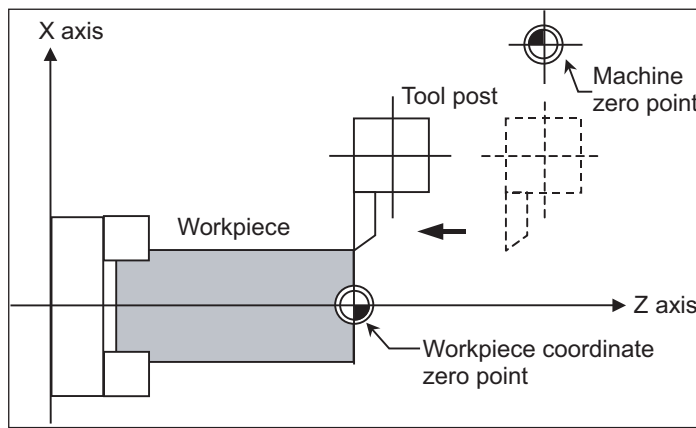 X axis
Machine
zero point
Tool post
Workpiece
Z axis
Workpiece coordinate
zero point